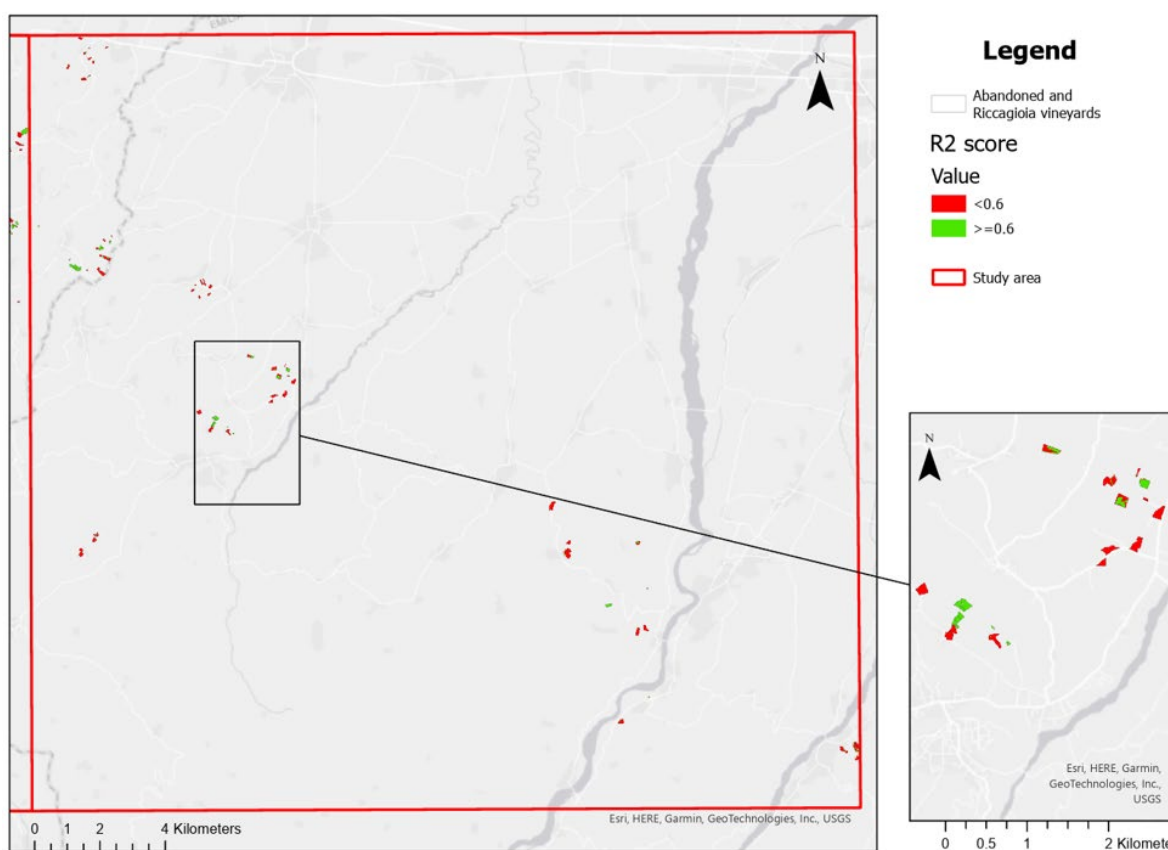 N
Legend
Abandoned and
Riccagioia vineyards
R2 score
Value
<0.6
>=0.6
Study area
N
Esri, HERE, Garmin,
GeoTechnologies, Inc.,
USGS
Esri, HERE, Garmin, GeoTechnologies, Inc., USGS
0 1 2 4 Kilometers
0 0.5 1 2 Kilomete